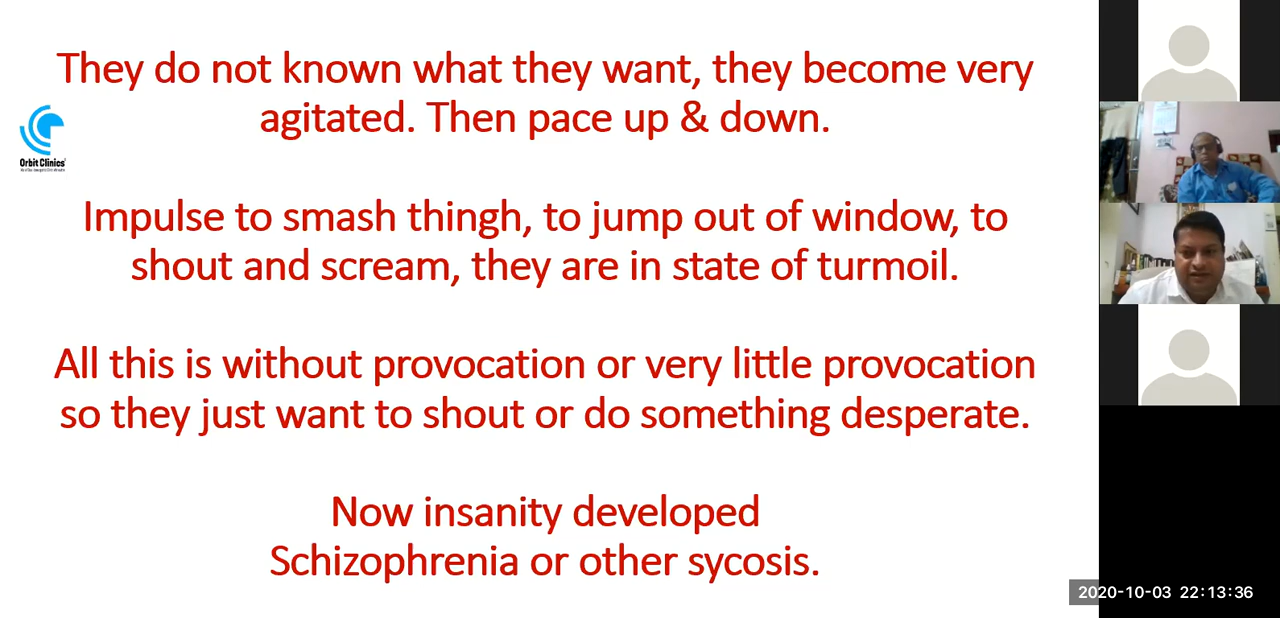 They do not known what they want, they become very
agitated. Then pace up & down.
Orbit Clinics
Impulse to smash thingh, to jump out of window, to
shout and scream, they are in state of turmoil.
All this is without provocation or very little provocation
so they just want to shout or do something desperate.
Now insanity developed
Schizophrenia or other sycosis.
2020-10-03 22:13:36